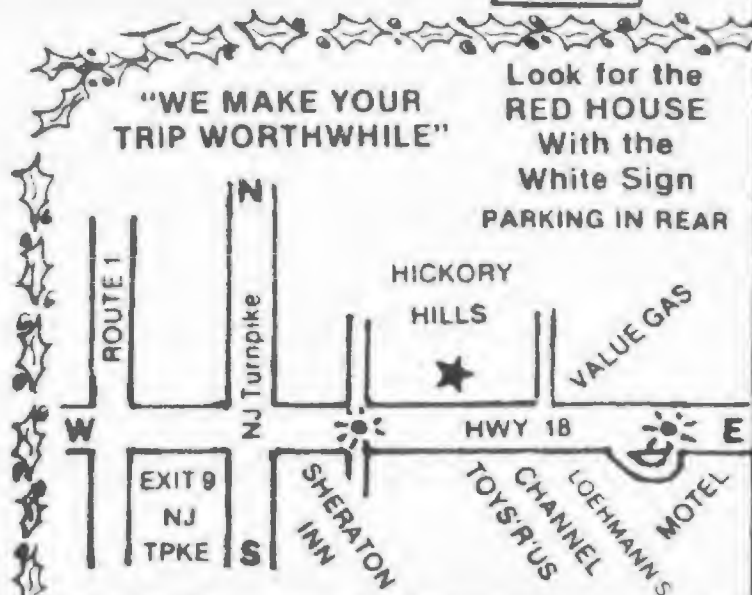 "WE MAKE YOUR
TRIP WORTHWHILE"
Look for the
RED HOUSE
With the
White Sign
PARKING IN REAR
N
ROUTE 1
NJ Turnpike
HICKORY
HILLS
VALUE GAS
W
HWY 18
E
EXIT 9
NJ
TPKE
S
SHERATON
INN
TOYS'R'US
CHANNEL
LOEHMANN'S
MOTEL